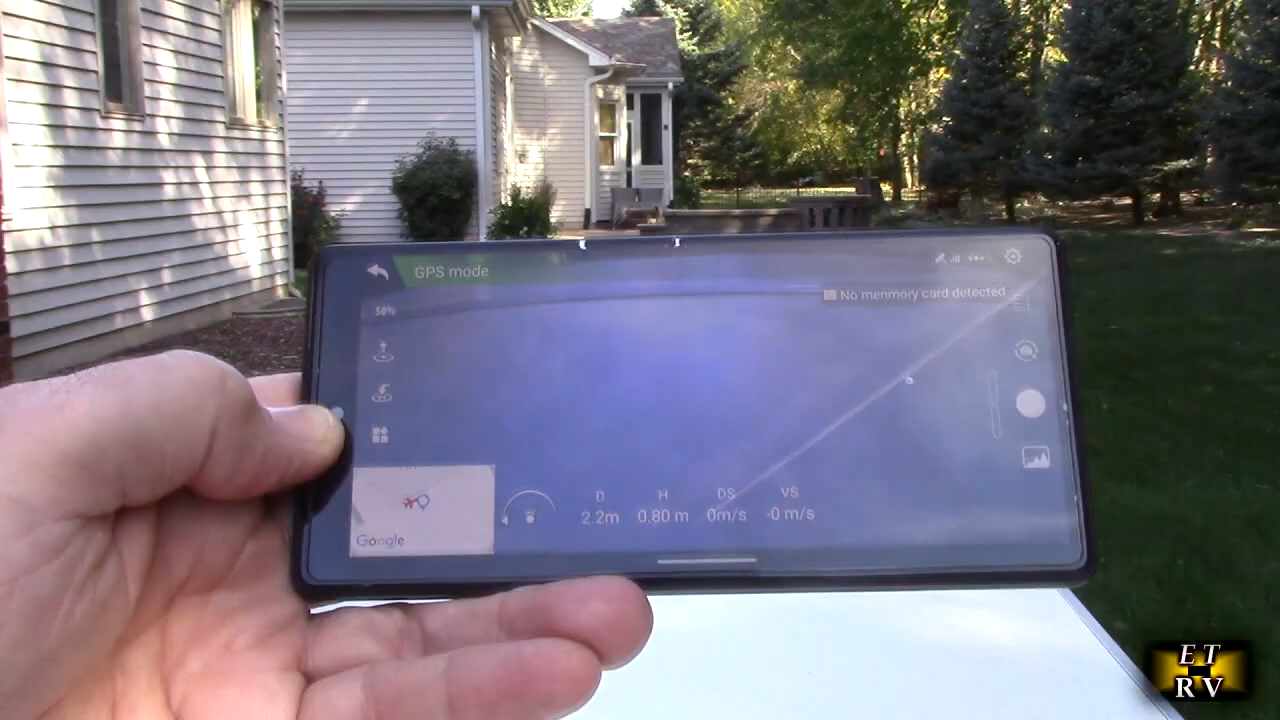 GPS mode
No menmory card detected
50%
D H DS VS
2.2m 0.80 m 0m/s -0 m/s
Google
E T
R V